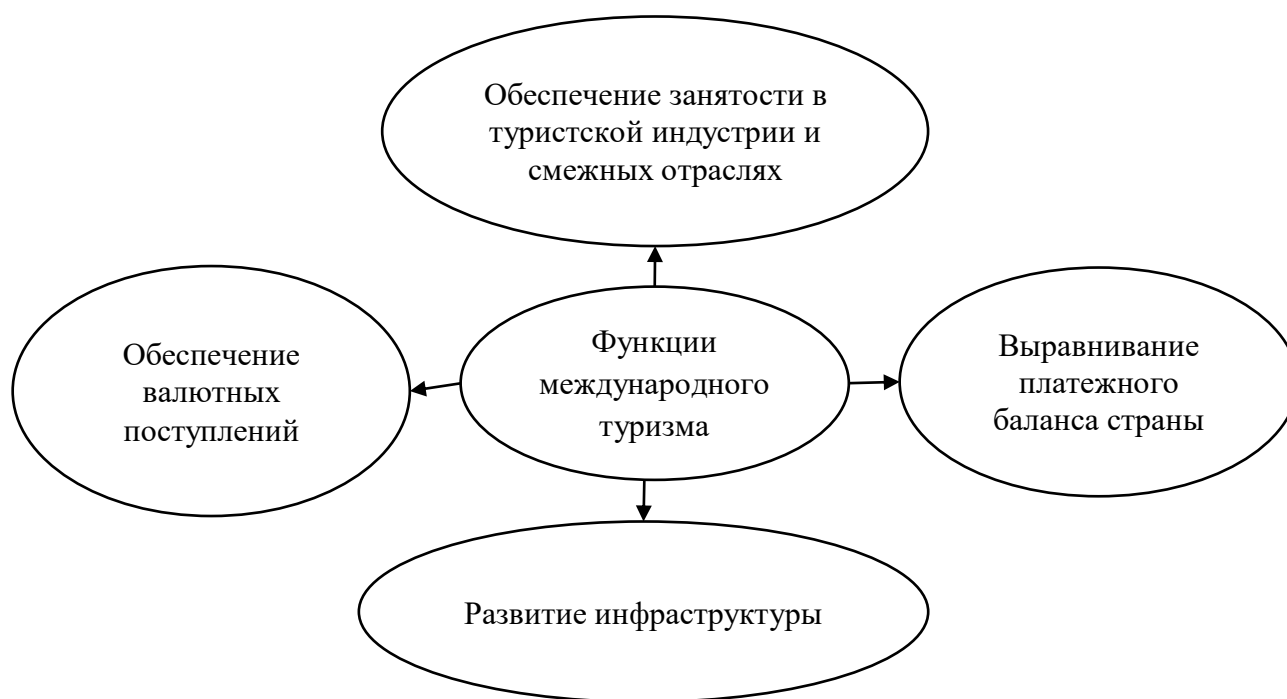 Обеспечение занятости в
туристской индустрии и
смежных отраслях
Обеспечение
валютных
поступлений
Функции
международного
туризма
Выравнивание
платежного
баланса страны
Развитие инфраструктуры